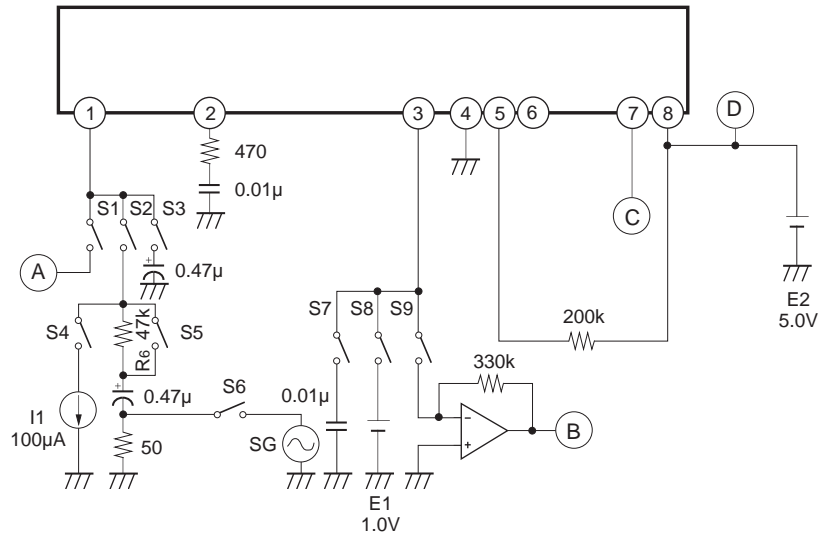 1
2
3
4
5
6
7
8
D
470
0.01µ
C
S1
S2
S3
A
0.47µ
E2
5.0V
S7
S8
S9
200k
S4
R6
47k
S5
330k
0.47µ
S6
0.01µ
I1
100µA
50
SG
−
+
B
E1
1.0V